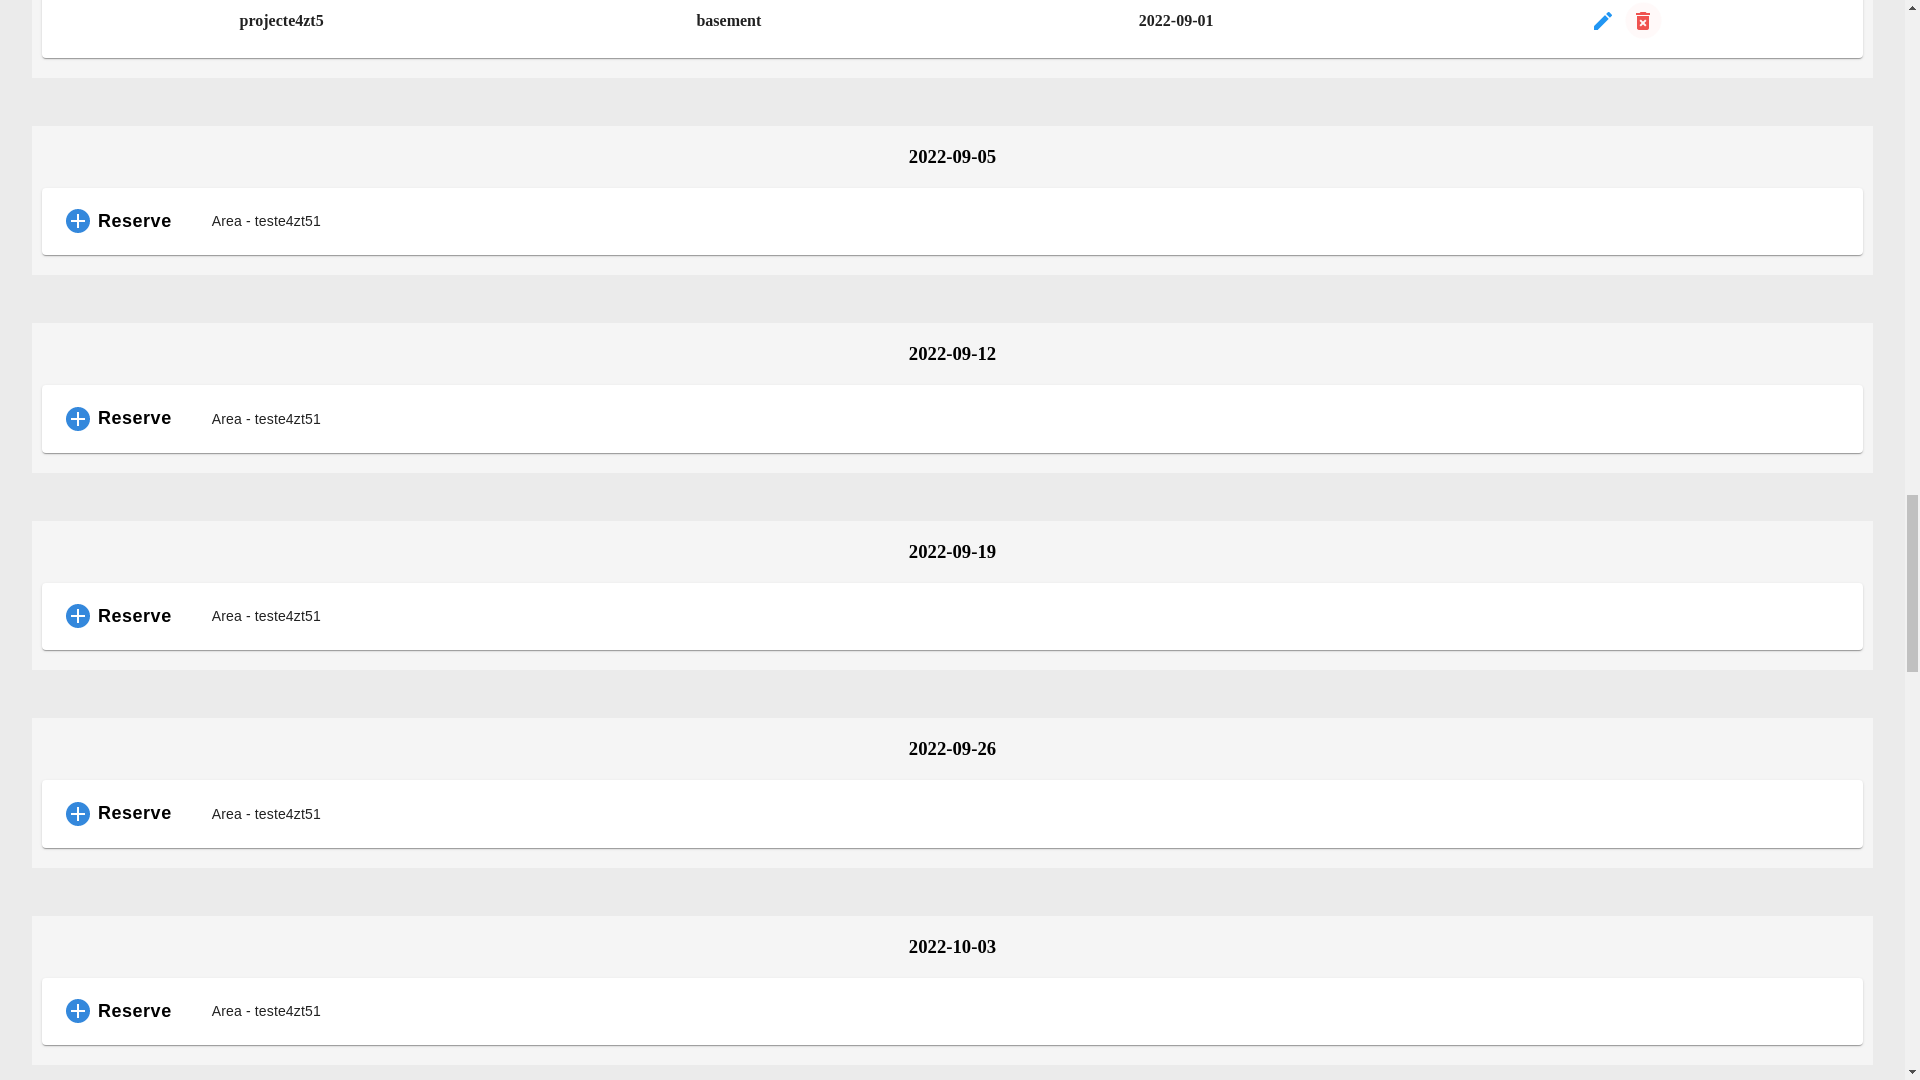 projecte4zt5 basement 2022-09-01
2022-09-05
Reserve Area - teste4zt51
2022-09-12
Reserve Area - teste4zt51
2022-09-19
Reserve Area - teste4zt51
2022-09-26
Reserve Area - teste4zt51
2022-10-03
Reserve Area - teste4zt51